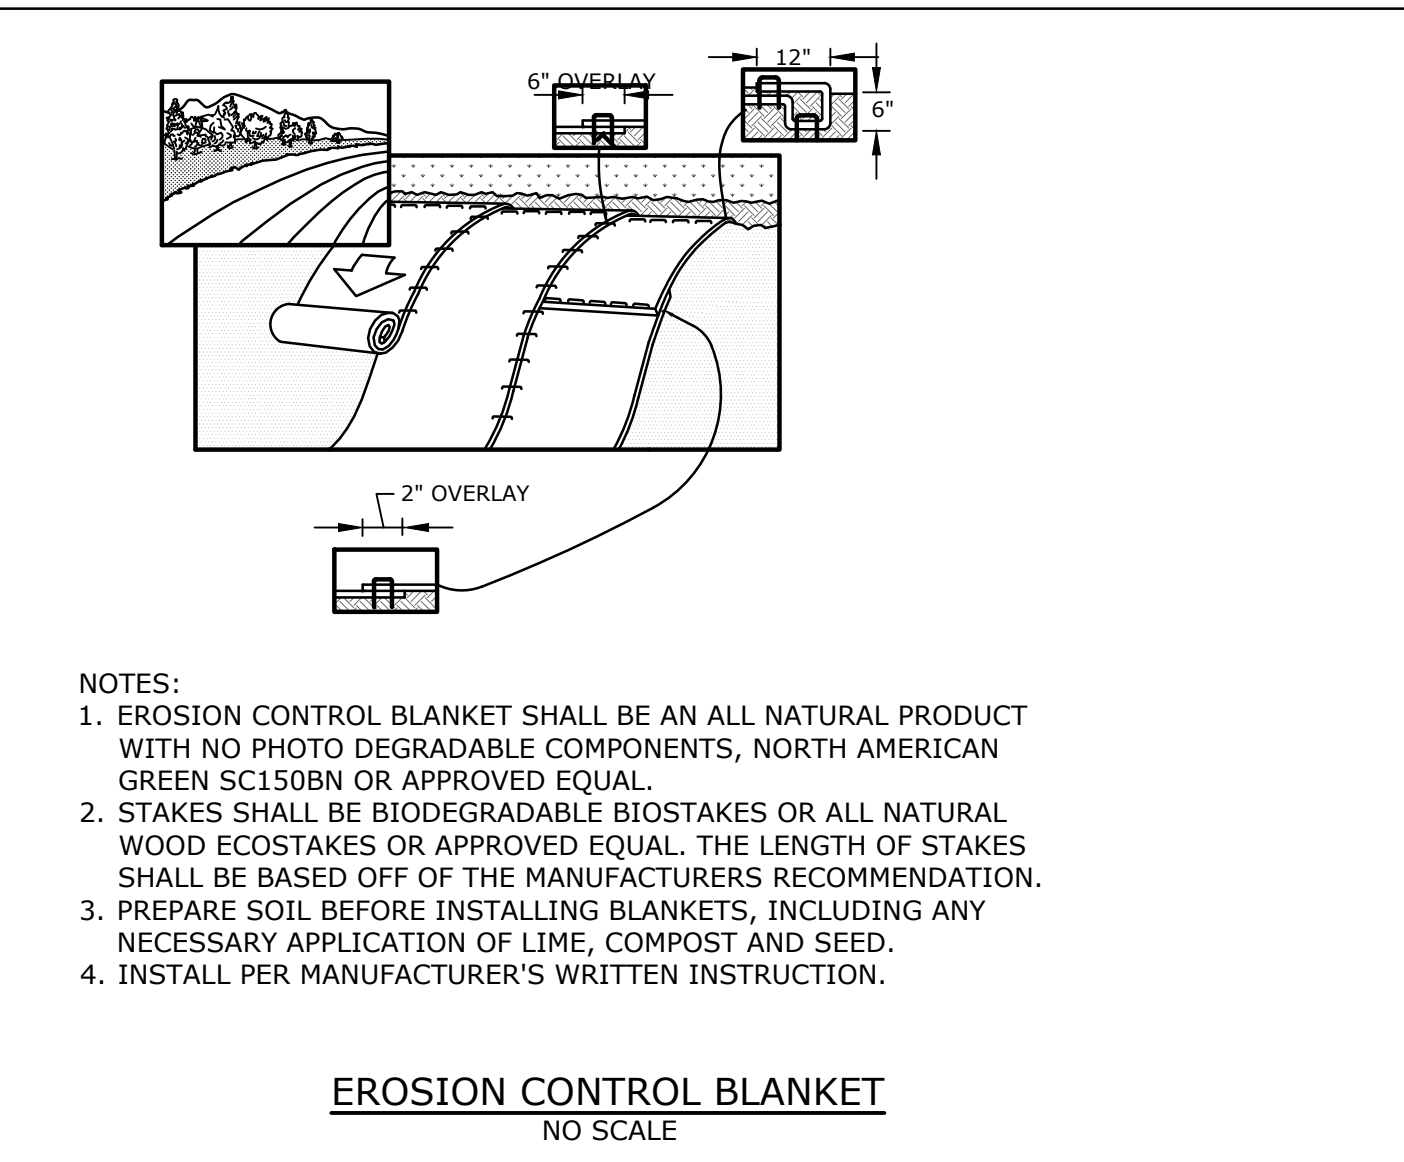 12"
6" OVERLAY
6"
2" OVERLAY
NOTES:
1. EROSION CONTROL BLANKET SHALL BE AN ALL NATURAL PRODUCT
WITH NO PHOTO DEGRADABLE COMPONENTS, NORTH AMERICAN
GREEN SC150BN OR APPROVED EQUAL.
2. STAKES SHALL BE BIODEGRADABLE BIOSTAKES OR ALL NATURAL
WOOD ECOSTAKES OR APPROVED EQUAL. THE LENGTH OF STAKES
SHALL BE BASED OFF OF THE MANUFACTURERS RECOMMENDATION.
3. PREPARE SOIL BEFORE INSTALLING BLANKETS, INCLUDING ANY
NECESSARY APPLICATION OF LIME, COMPOST AND SEED.
4. INSTALL PER MANUFACTURER'S WRITTEN INSTRUCTION.
EROSION CONTROL BLANKET
NO SCALE